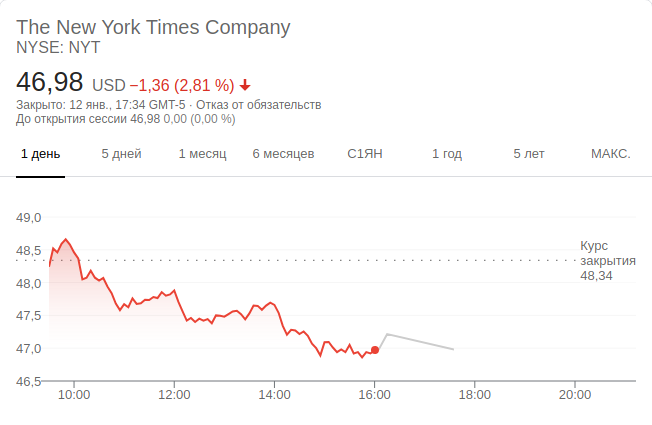 The New York Times Company
NYSE: NYT
46,98 USD −1,36 (2,81 %)
Закрыто: 12 янв., 17:34 GMT-5 · Отказ от обязательств
До открытия сессии 46,98 0,00 (0,00 %)
1 день 5 дней 1 месяц 6 месяцев С1ЯН 1 год 5 лет МАКС.
49,0
Курс
48,5
закрытия
48,34
48,0
47,5
47,0
46,5
10:00 12:00 14:00 16:00 18:00 20:00